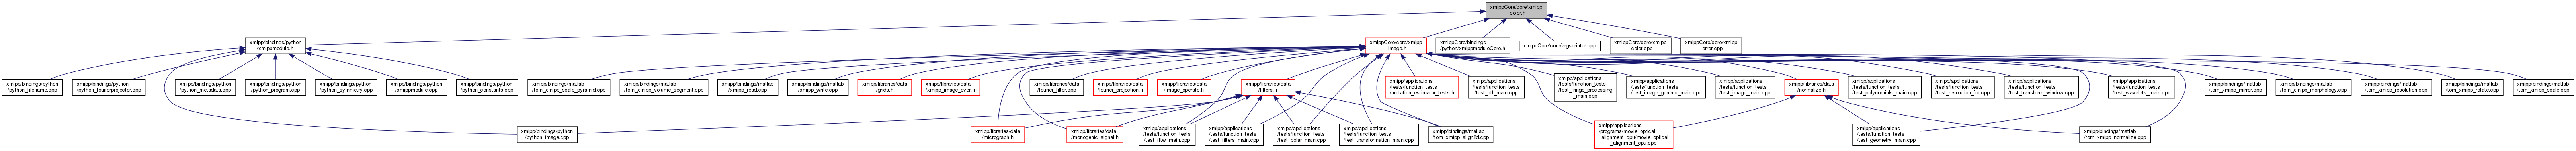 xmippCore/core/xmipp
_color.h
xmipp/bindings/python
/xmippmodule.h
xmippCore/core/xmipp
_image.h
xmippCore/bindings
/python/xmippmoduleCore.h
xmippCore/core/argsprinter.cpp
xmippCore/core/xmipp
_color.cpp
xmippCore/core/xmipp
_error.cpp
xmipp/bindings/python
/python_filename.cpp
xmipp/bindings/python
/python_fourierprojector.cpp
xmipp/bindings/python
/python_metadata.cpp
xmipp/bindings/python
/python_program.cpp
xmipp/bindings/python
/python_symmetry.cpp
xmipp/bindings/python
/xmippmodule.cpp
xmipp/bindings/python
/python_constants.cpp
xmipp/bindings/matlab
/tom_xmipp_scale_pyramid.cpp
xmipp/bindings/matlab
/tom_xmipp_volume_segment.cpp
xmipp/bindings/matlab
/xmipp_read.cpp
xmipp/bindings/matlab
/xmipp_write.cpp
xmipp/libraries/data
/grids.h
xmipp/libraries/data
/xmipp_image_over.h
xmipp/libraries/data
/fourier_filter.cpp
xmipp/libraries/data
/fourier_projection.h
xmipp/libraries/data
/image_operate.h
xmipp/libraries/data
/filters.h
xmipp/applications
/tests/function_tests
/aniration_estimator_tests.h
xmipp/applications
/tests/function_tests
/test_ctf_main.cpp
xmipp/applications
/tests/function_tests
/test_fringe_processing
_main.cpp
xmipp/applications
/tests/function_tests
/test_image_generic_main.cpp
xmipp/applications
/tests/function_tests
/test_image_main.cpp
xmipp/libraries/data
/normalize.h
xmipp/applications
/tests/function_tests
/test_polynomials_main.cpp
xmipp/applications
/tests/function_tests
/test_resolution_frc.cpp
xmipp/applications
/tests/function_tests
/test_transform_window.cpp
xmipp/applications
/tests/function_tests
/test_wavelets_main.cpp
xmipp/bindings/matlab
/tom_xmipp_mirror.cpp
xmipp/bindings/matlab
/tom_xmipp_morphology.cpp
xmipp/bindings/matlab
/tom_xmipp_resolution.cpp
xmipp/bindings/matlab
/tom_xmipp_rotate.cpp
xmipp/bindings/matlab
/tom_xmipp_scale.cpp
xmipp/bindings/python
/python_image.cpp
xmipp/libraries/data
/micrograph.h
xmipp/libraries/data
/monogenic_signal.h
xmipp/applications
/tests/function_tests
/test_fftw_main.cpp
xmipp/applications
/tests/function_tests
/test_filters_main.cpp
xmipp/applications
/tests/function_tests
/test_polar_main.cpp
xmipp/applications
/tests/function_tests
/test_transformation_main.cpp
xmipp/bindings/matlab
/tom_xmipp_align2d.cpp
xmipp/applications
/programs/movie_optical
_alignment_cpu/movie_optical
_alignment_cpu.cpp
xmipp/applications
/tests/function_tests
/test_geometry_main.cpp
xmipp/bindings/matlab
/tom_xmipp_normalize.cpp